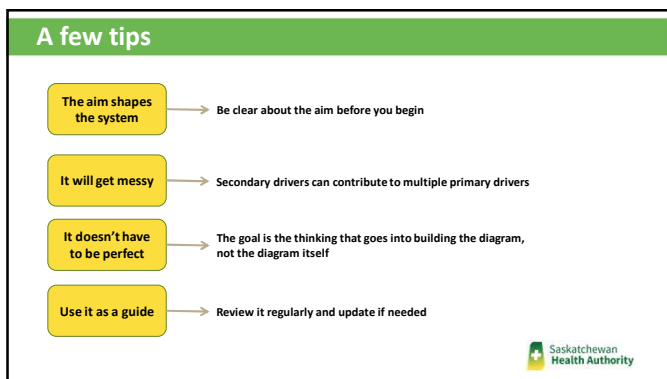 A few tips
The aim shapes
the system
Be clear about the aim before you begin
It will get messy
Secondary drivers can contribute to multiple primary drivers
It doesn't have
to be perfect
The goal is the thinking that goes into building the diagram,
not the diagram itself
Use it as a guide
Review it regularly and update if needed
Saskatchewan
Health Authority